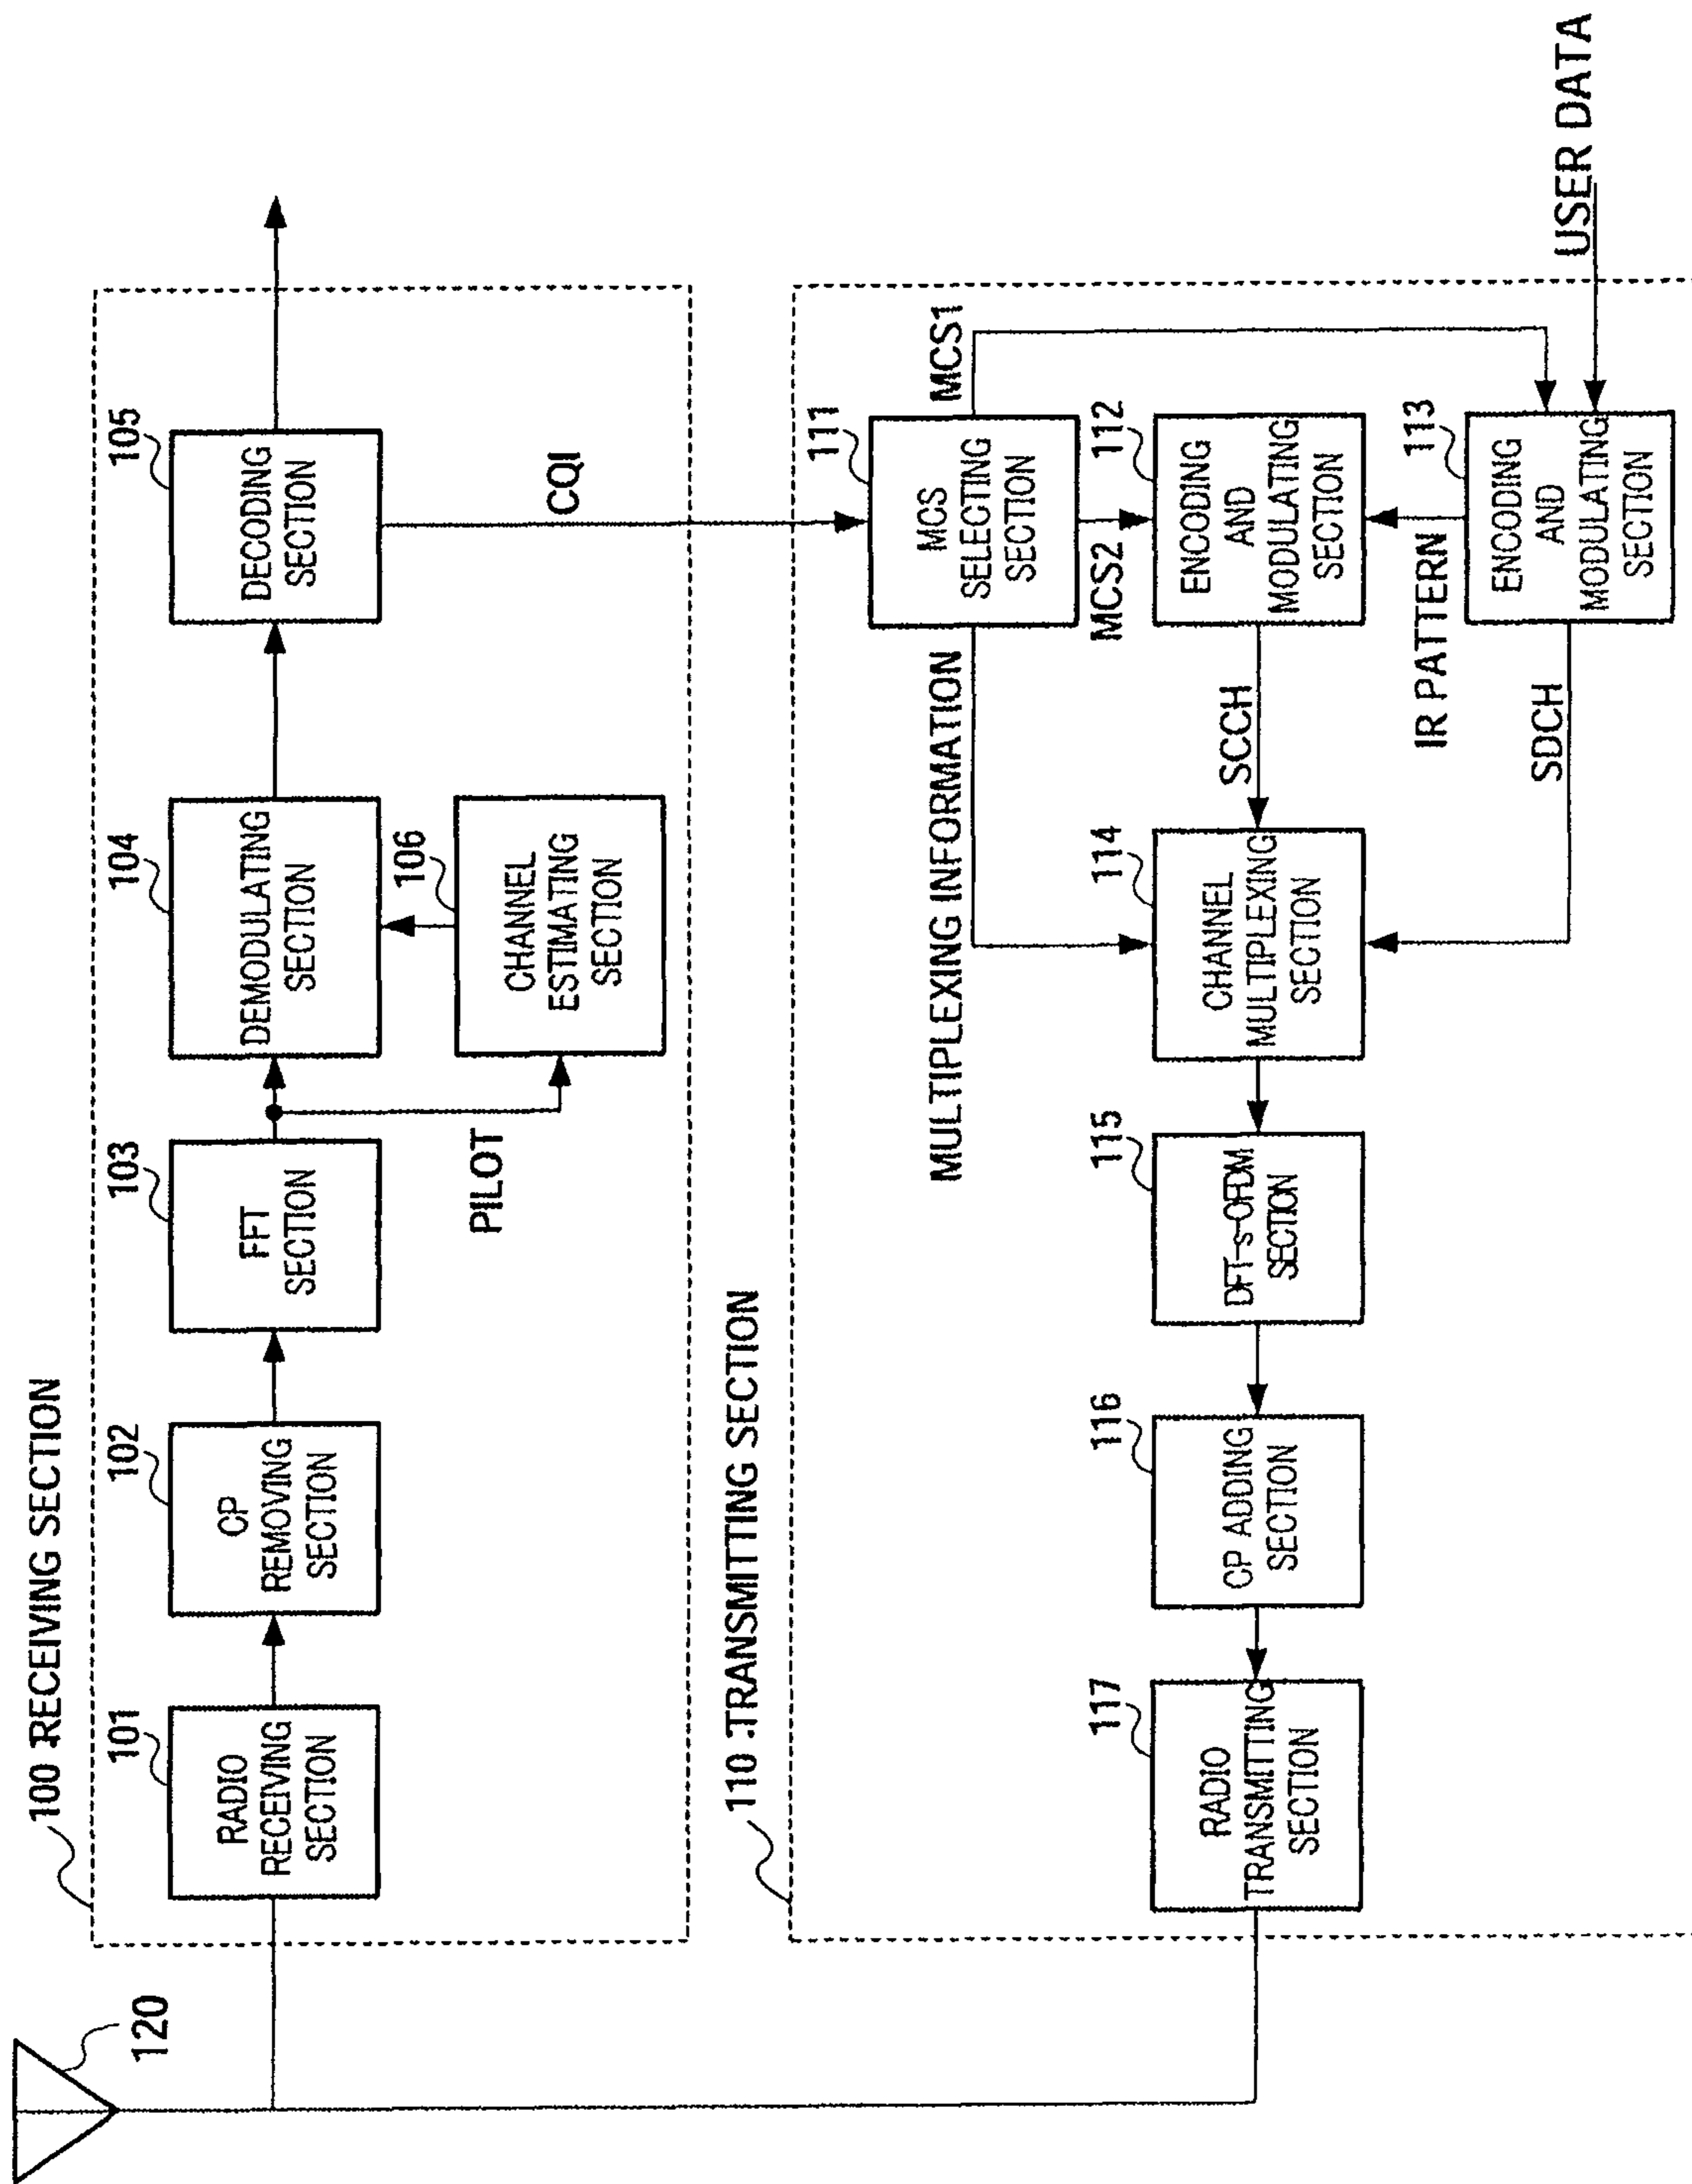 100 :RECEIVING SECTION
101
RADIO
RECEIVING
SECTION
102
CP
REMOVING
SECTION
103
FFT
SECTION
PILOT
104
DEMODULATING
SECTION
106
CHANNEL
ESTIMATING
SECTION
105
DECODING
SECTION
CQI
120
110 :TRANSMITTING SECTION
111
MCS
SELECTING
SECTION
MCS1
MCS2
MULTIPLEXING INFORMATION
112
ENCODING
AND
MODULATING
SECTION
SCCH
IR PATTERN
113
ENCODING
AND
MODULATING
SECTION
SDCH
USER DATA
114
CHANNEL
MULTIPLEXING
SECTION
115
DFT-s-OFDM
SECTION
116
CP ADDING
SECTION
117
RADIO
TRANSMITTING
SECTION